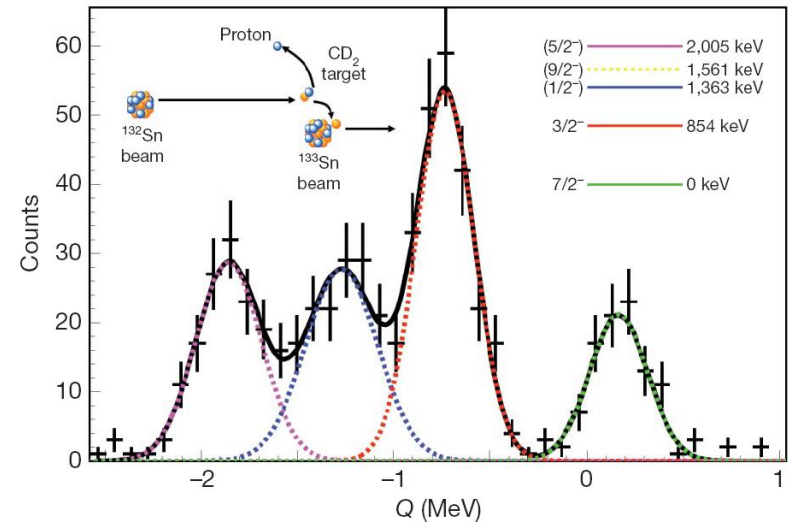 60
50
40
30
20
10
0
Counts
Proton
CD2
target
132Sn
beam
133Sn
beam
(5/2–) 2,005 keV
(9/2–) 1,561 keV
(1/2–) 1,363 keV
3/2– 854 keV
7/2– 0 keV
–2 –1 0 1
Q (MeV)